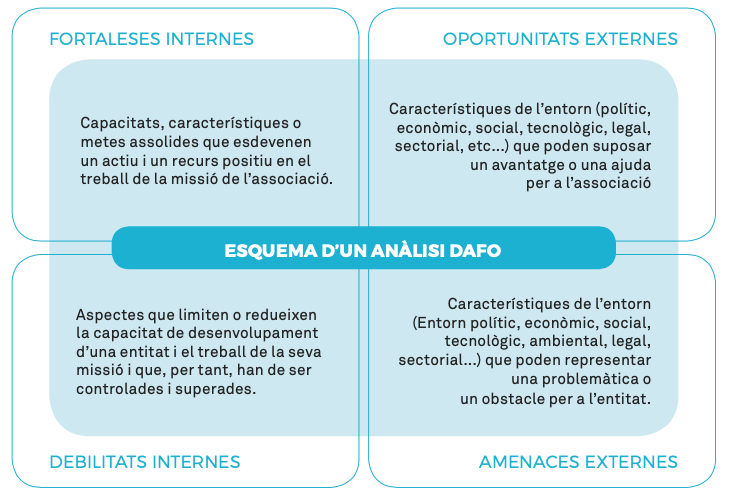 FORTALESES INTERNES
Capacitats, característiques o
metes assolides que esdevenen
un actiu i un recurs positiu en el
treball de la missió de l'associació.
OPORTUNITATS EXTERNES
Característiques de l'entorn (polític,
econòmic, social, tecnològic, legal,
sectorial, etc...) que poden suposar
un avantatge o una ajuda
per a l'associació
ESQUEMA D'UN ANÀLISI DAFO
Aspectes que limiten o redueixen
la capacitat de desenvolupament
d'una entitat i el treball de la seva
missió i que, per tant, han de ser
controlades i superades.
DEBILITATS INTERNES
Característiques de l'entorn
(Entorn polític, econòmic, social,
tecnològic, ambiental, legal,
sectorial...) que poden representar
una problemàtica o
un obstacle per a l'entitat.
AMENACES EXTERNES